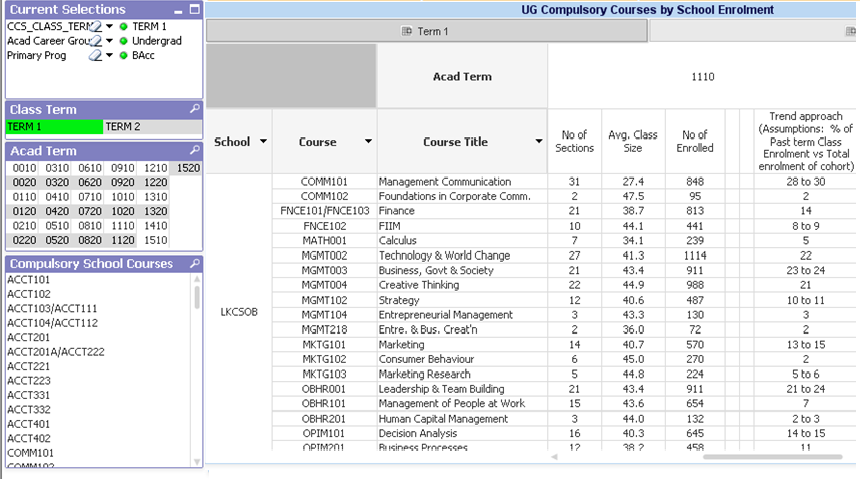 Current Selections
CCS_CLASS_TERM TERM 1
Acad Career Grou Undergrad
Primary Prog BAcc
Class Term
TERM 1 TERM 2
Acad Term
0010 0310 0610 0910 1210 1520
0020 0320 0620 0920 1220
0110 0410 0710 1010 1310
0120 0420 0720 1020 1320
0210 0510 0810 1110 1410
0220 0520 0820 1120 1510
Compulsory School Courses
ACCT101
ACCT102
ACCT103/ACCT111
ACCT104/ACCT112
ACCT201
ACCT201A/ACCT222
ACCT221
ACCT223
ACCT331
ACCT332
ACCT401
ACCT402
COMM101
COMM102
UG Compulsory Courses by School Enrolment
Term 1
Acad Term 1110
School Course Course Title No of Sections Avg. Class Size No of Enrolled Trend approach (Assumptions: % of Past term Class Enrolment vs Total enrolment of cohort)
LKCSOB
COMM101 Management Communication 31 27.4 848 28 to 30
COMM102 Foundations in Corporate Comm. 2 47.5 95 2
FNCE101/FNCE103 Finance 21 38.7 813 14
FNCE102 FIIM 10 44.1 441 8 to 9
MATH001 Calculus 7 34.1 239 5
MGMT002 Technology & World Change 27 41.3 1114 22
MGMT003 Business, Govt & Society 21 43.4 911 23 to 24
MGMT004 Creative Thinking 22 44.9 988 21
MGMT102 Strategy 12 40.6 487 10 to 11
MGMT104 Entrepreneurial Management 3 43.3 130 3
MGMT218 Entre. & Bus. Creat'n 2 36.0 72 2
MKTG101 Marketing 14 40.7 570 13 to 15
MKTG102 Consumer Behaviour 6 45.0 270 2
MKTG103 Marketing Research 5 44.8 224 5 to 6
OBHR001 Leadership & Team Building 21 43.4 911 21 to 24
OBHR101 Management of People at Work 15 43.6 654 7
OBHR201 Human Capital Management 3 44.0 132 2 to 3
OPIM101 Decision Analysis 16 40.3 645 14 to 15
OPIM201 Business Processes 12 38.2 458 11